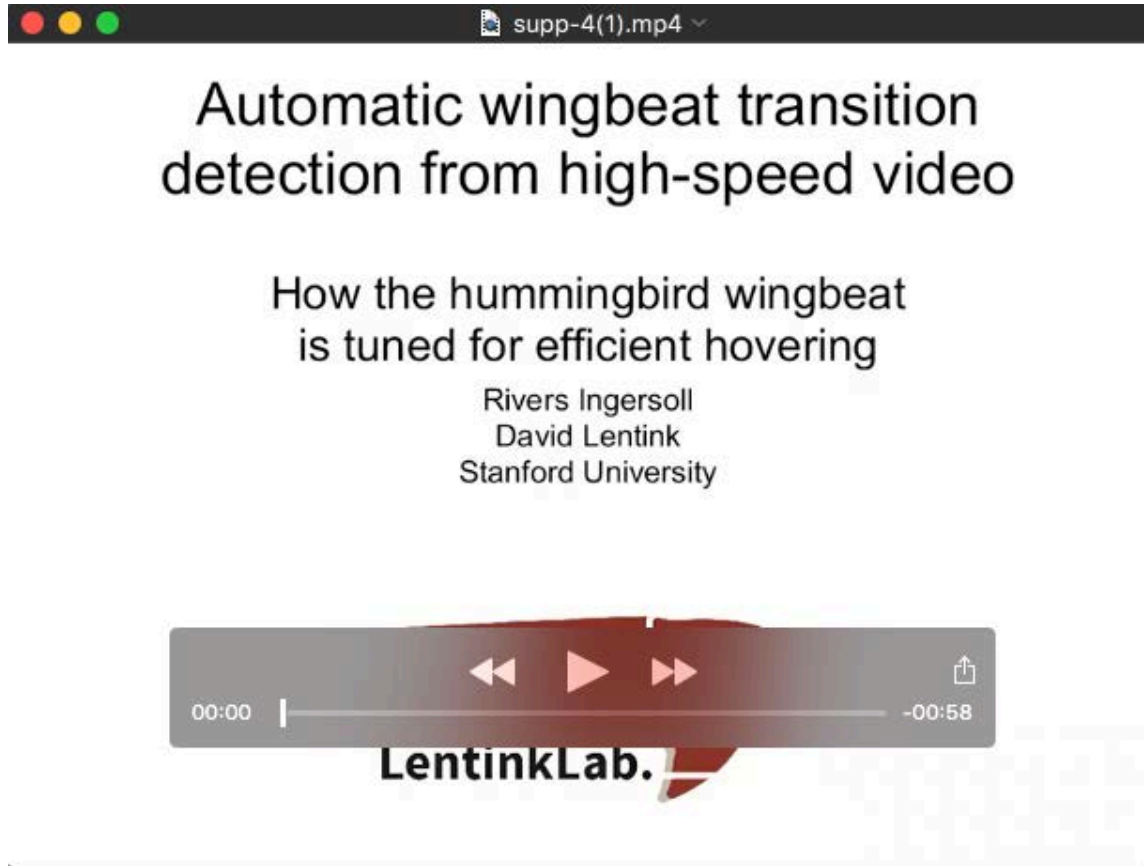 supp-4(1).mp4
Automatic wingbeat transition
detection from high-speed video
How the hummingbird wingbeat
is tuned for efficient hovering
Rivers Ingersoll
David Lentink
Stanford University
00:00
-00:58
LentinkLab.